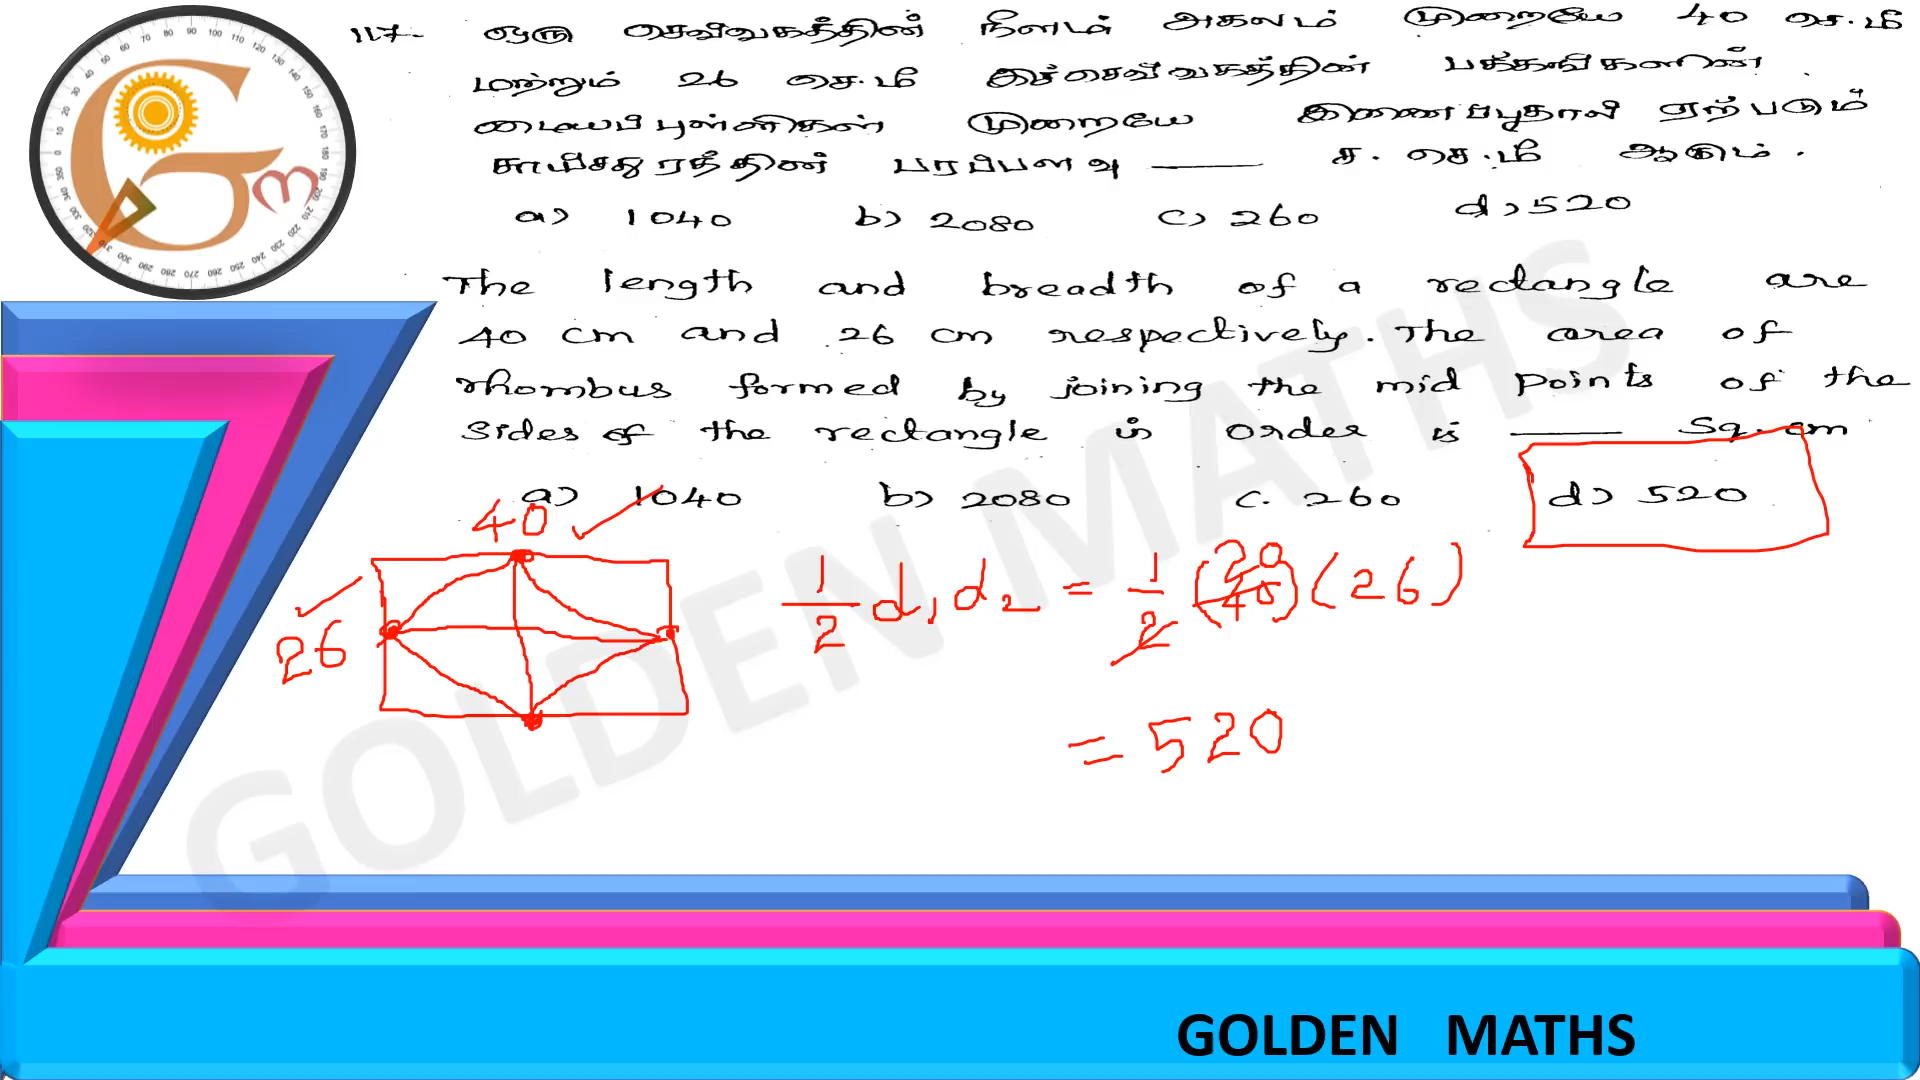 117. ஒரு செவ்வகத்தின் நீளம் அகலம் முறையே 40 செ.மீ
மற்றும் 26 செ.மீ இச்செவ்வகத்தின் பக்கங்களின்
மையப்புள்ளிகள் முறையே இணைப்பதால் ஏற்படும்
சாய்சதுரத்தின் பரப்பளவு ____ ச. செ.மீ ஆகும்.
a) 1040 b) 2080 c) 260 d) 520
The length and breadth of a rectangle are
40 cm and 26 cm respectively. The area of
rhombus formed by joining the mid points of the
sides of the rectangle in order is ____ Sq.cm
a) 1040 b) 2080 c. 260 d) 520
40
26
1/2 d1 d2 = 1/2 (40) (26)
20
= 520
GOLDEN MATHS
GOLDEN MATHS